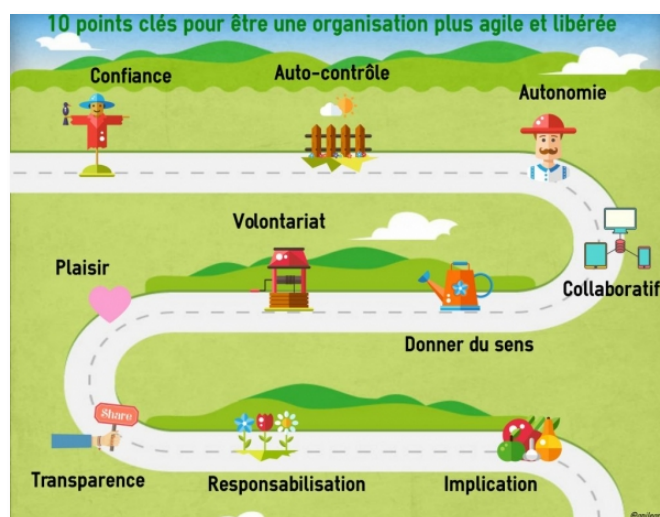 10 points clés pour être une organisation plus agile et libérée
Confiance
Auto-contrôle
Autonomie
Collaboratif
Donner du sens
Volontariat
Plaisir
Share
Transparence
Responsabilisation
Implication